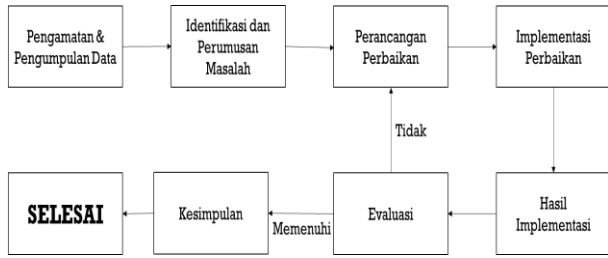 Pengamatan &
Pengumpulan Data
Identifikasi dan
Perumusan
Masalah
Perancangan
Perbaikan
Implementasi
Perbaikan
Tidak
SELESAI
Kesimpulan
Memenuhi
Evaluasi
Hasil
Implementasi